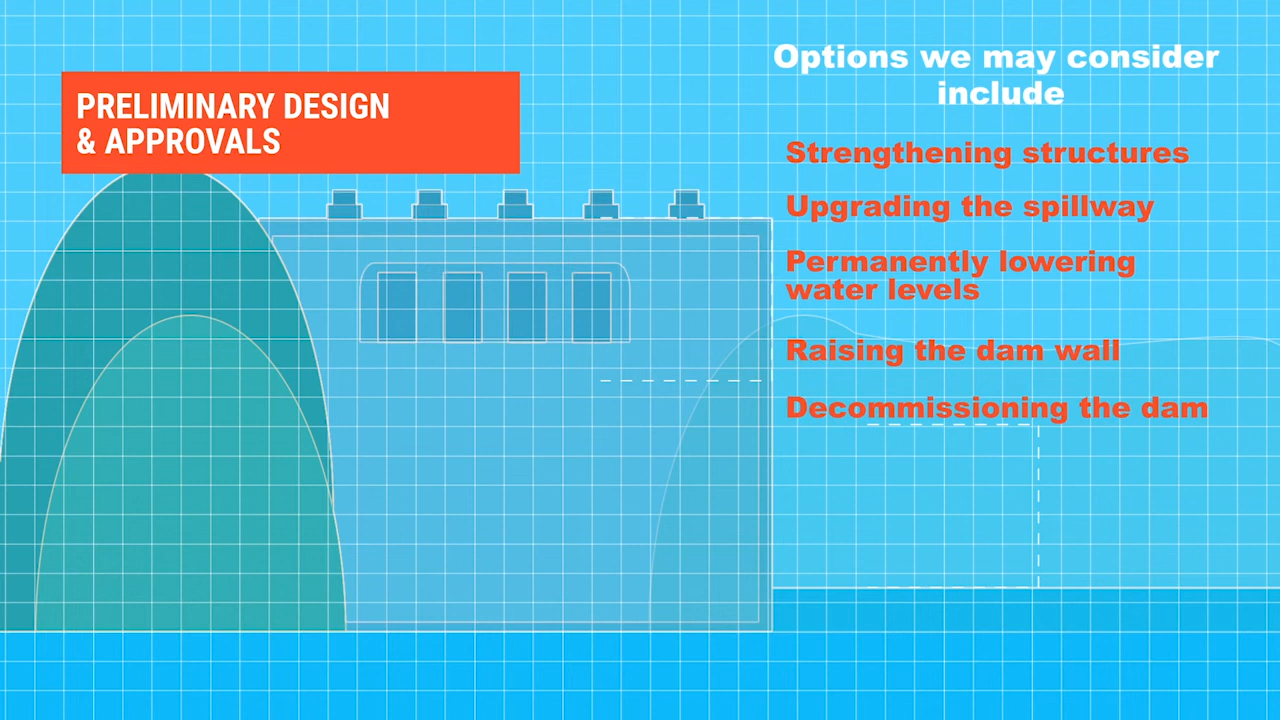 PRELIMINARY DESIGN
& APPROVALS
Options we may consider
include
Strengthening structures
Upgrading the spillway
Permanently lowering
water levels
Raising the dam wall
Decommissioning the dam